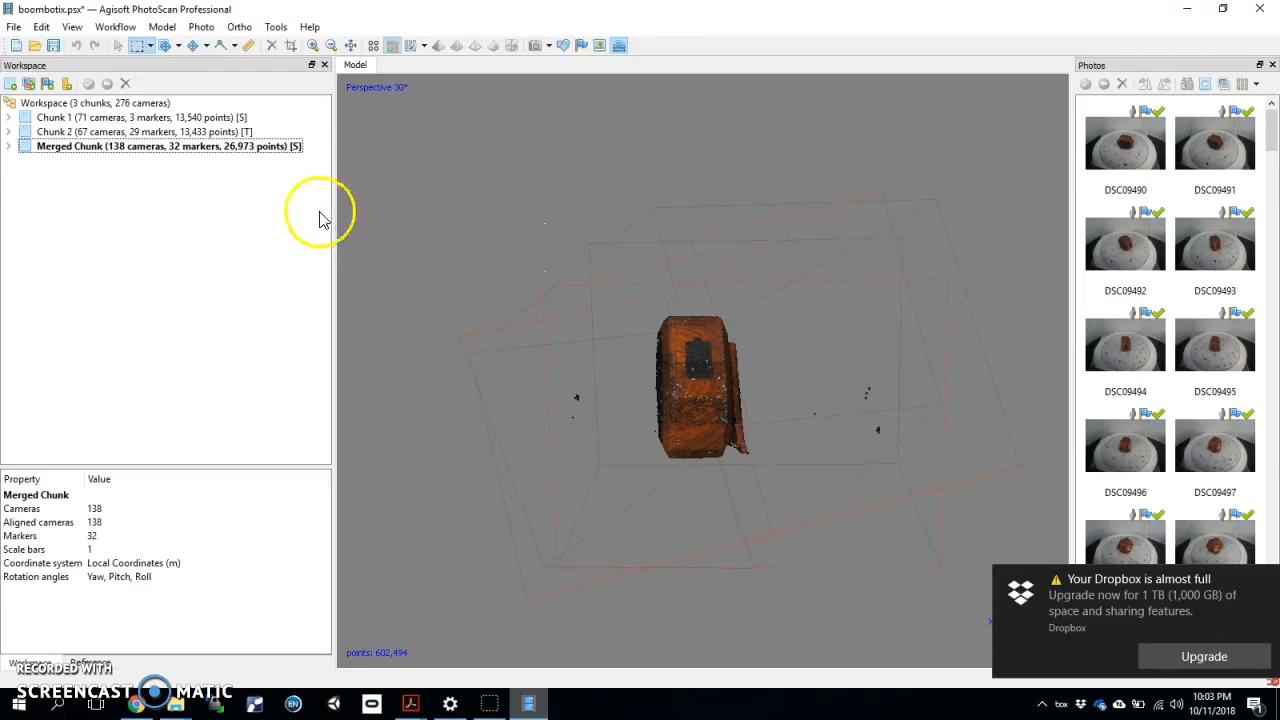 boombotix.psx* — Agisoft PhotoScan Professional
File Edit View Workflow Model Photo Ortho Tools Help
Workspace
Workspace (3 chunks, 276 cameras)
Chunk 1 (71 cameras, 3 markers, 13,540 points) [S]
Chunk 2 (67 cameras, 29 markers, 13,433 points) [T]
Merged Chunk (138 cameras, 32 markers, 26,973 points) [S]
Property Value
Merged Chunk
Cameras 138
Aligned cameras 138
Markers 32
Scale bars 1
Coordinate system Local Coordinates (m)
Rotation angles Yaw, Pitch, Roll
Workspace Reference
Model
Perspective 30°
points: 602,494
Photos
DSC09490 DSC09491
DSC09492 DSC09493
DSC09494 DSC09495
DSC09496 DSC09497
Your Dropbox is almost full
Upgrade now for 1 TB (1,000 GB) of
space and sharing features.
Dropbox
Upgrade
RECORDED WITH
SCREENCAST MATIC
EN
box
10:03 PM
10/11/2018
1